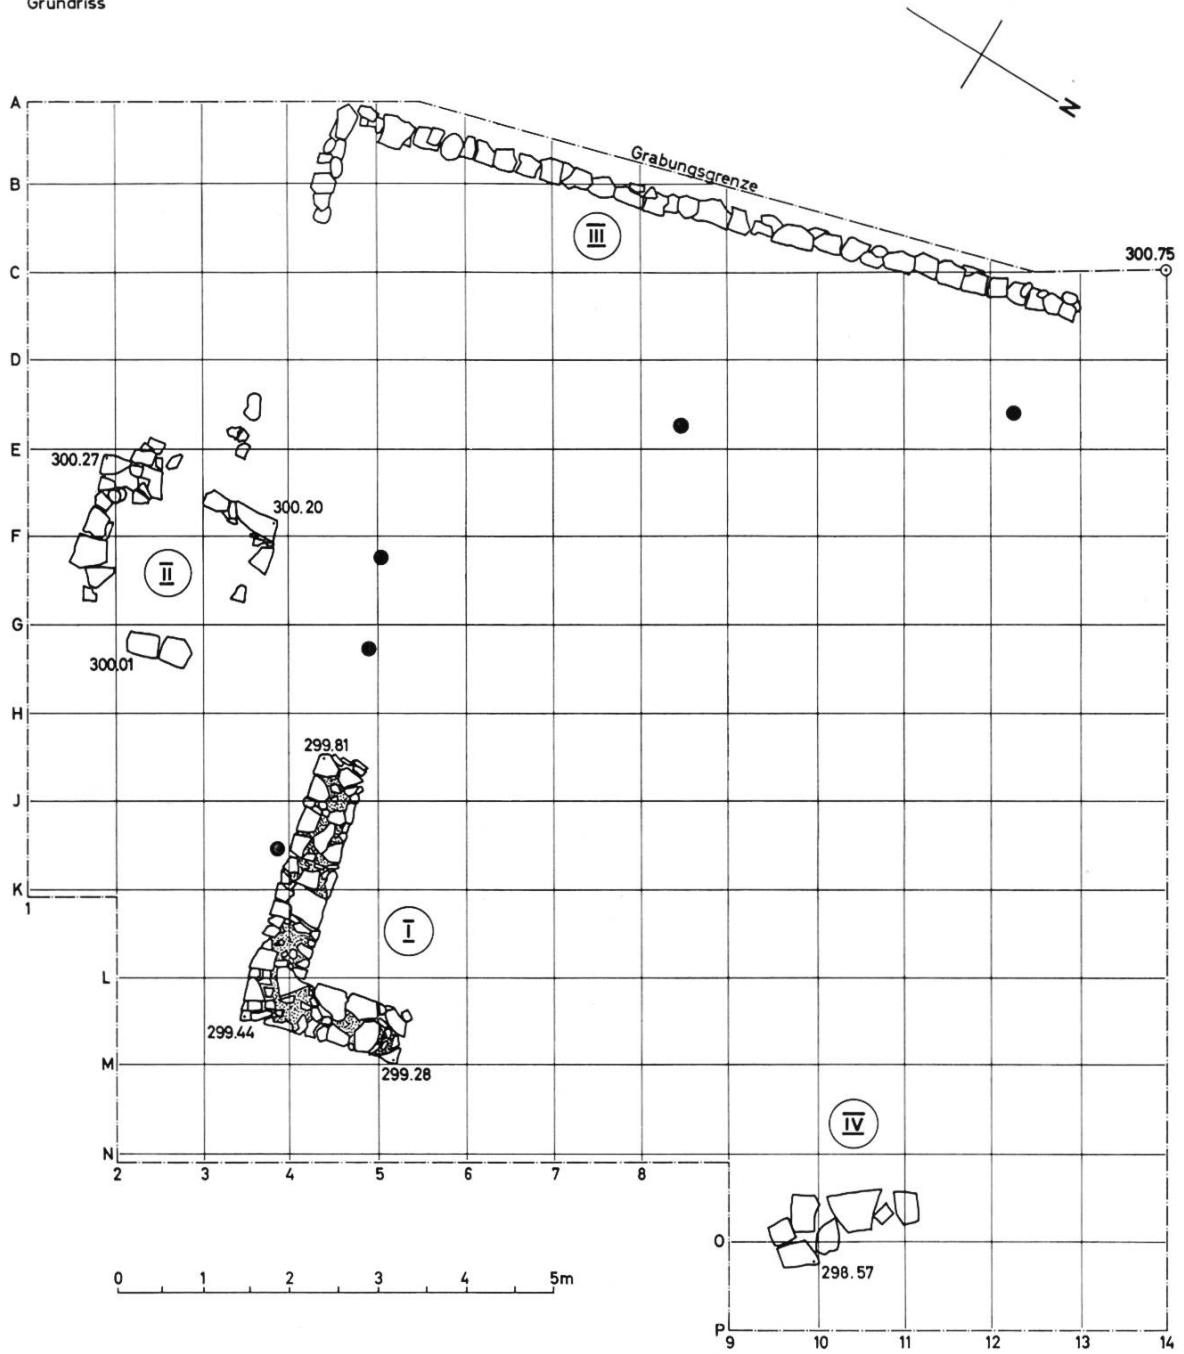 Grundriss
N
A
Grabungsgrenze
B
III
C
300.75
D
E
300.27
300.20
F
II
G
300.01
H
299.81
J
K
1
I
L
299.44
M
299.28
IV
N
2 3 4 5 6 7 8
O
298.57
0 1 2 3 4 5m
P
9 10 11 12 13 14